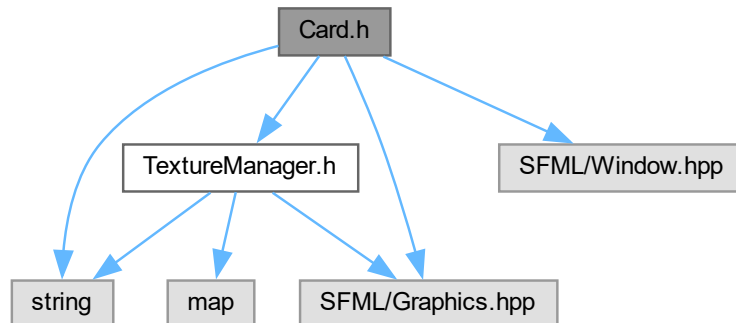 Card.h
TextureManager.h
SFML/Window.hpp
string
map
SFML/Graphics.hpp